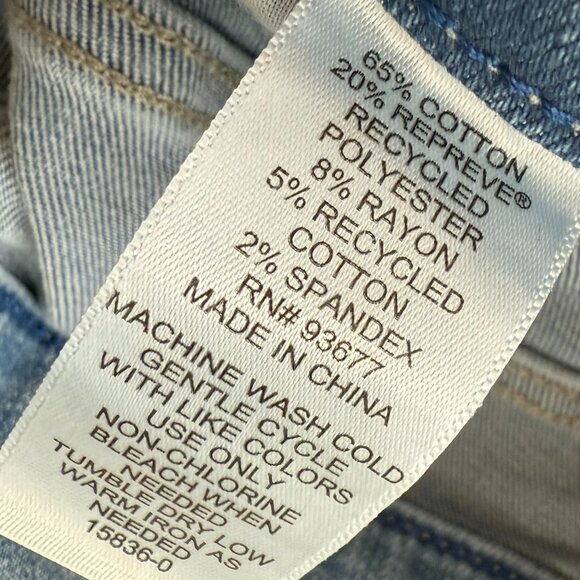 65% COTTON
20% REPREVE®
RECYCLED
POLYESTER
8% RAYON
5% RECYCLED
COTTON
2% SPANDEX
RN# 93677
MADE IN CHINA
MACHINE WASH COLD
GENTLE CYCLE
WITH LIKE COLORS
USE ONLY
NON-CHLORINE
BLEACH WHEN
NEEDED
TUMBLE DRY LOW
WARM IRON AS
NEEDED
15836-0